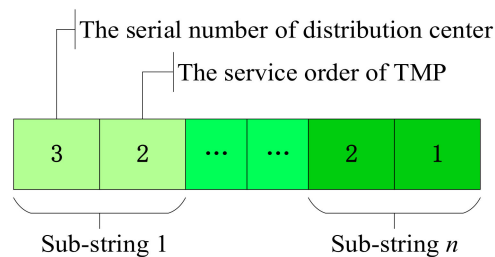 The serial number of distribution center
The service order of TMP
3 2 ... ... 2 1
Sub-string 1 Sub-string n